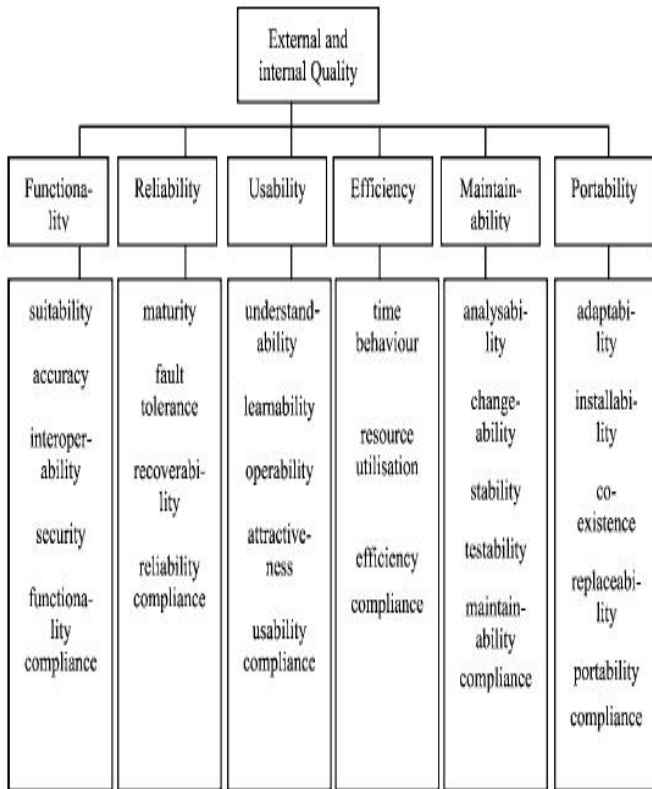 External and
internal Quality
Functiona-
lity
Reliability
Usability
Efficiency
Maintain-
ability
Portability
suitability
accuracy
interoper-
ability
security
functiona-
lity
compliance
maturity
fault
tolerance
recoverabi-
lity
reliability
compliance
understand-
ability
learnability
operability
attractive-
ness
usability
compliance
time
behaviour
resource
utilisation
efficiency
compliance
analysabi-
lity
change-
ability
stability
testability
maintain-
ability
compliance
adaptabi-
lity
installabi-
lity
co-
existence
replaceabi-
lity
portability
compliance